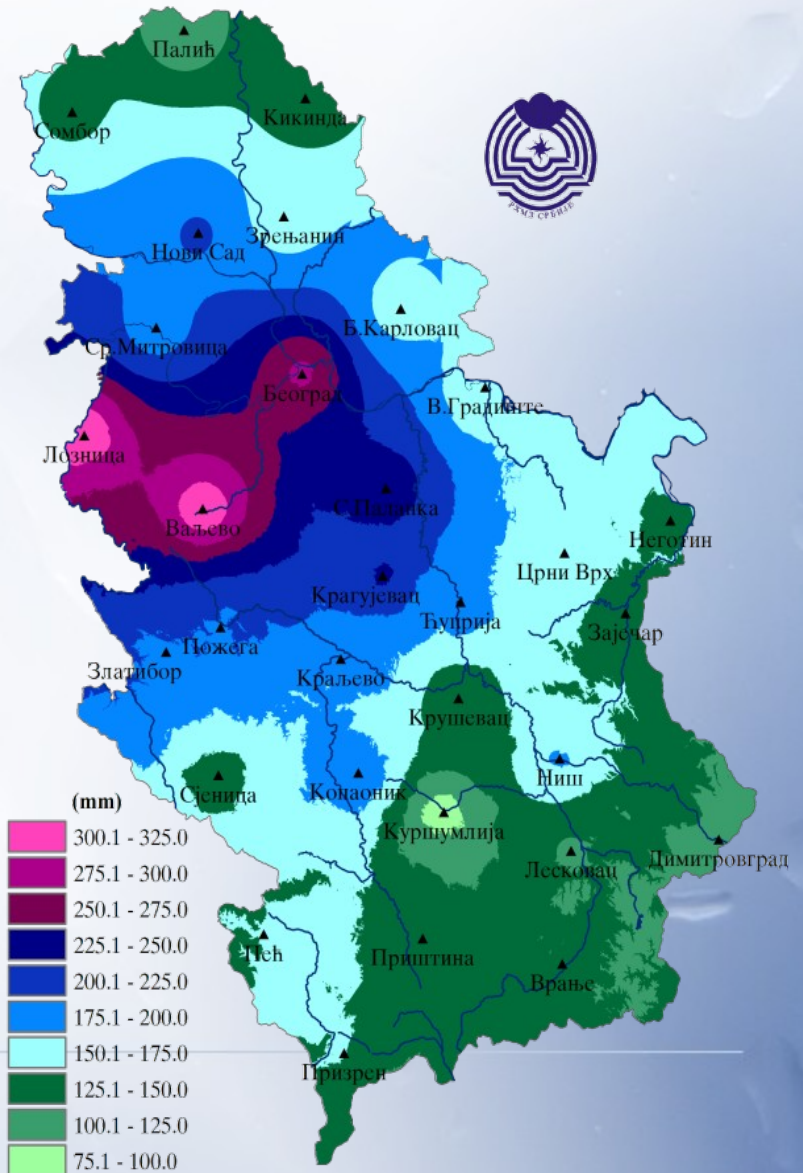 Палић
Кикинда
Сомбор
РХМЗ СРБИЈЕ
Зрењанин
Нови Сад
Б.Карловац
Ср.Митровица
Београд
В.Градиште
Лозница
С.Паланка
Ваљево
Неготин
Црни Врх
Крагујевац
Ћуприја
Зајечар
Пожега
Златибор
Краљево
Крушевац
Ниш
Сјеница
Копаоник
(mm)
300.1 - 325.0
Куршумлија
275.1 - 300.0
Лесковац
Димитровград
250.1 - 275.0
225.1 - 250.0
Пећ
Приштина
Врање
200.1 - 225.0
175.1 - 200.0
150.1 - 175.0
Призрен
125.1 - 150.0
100.1 - 125.0
75.1 - 100.0